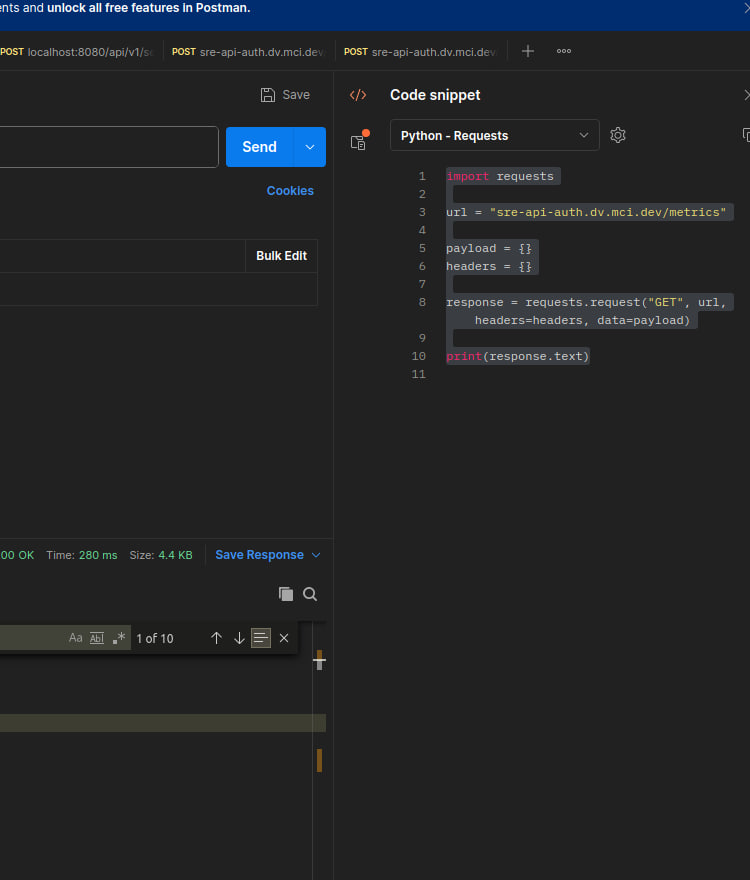 ents and unlock all free features in Postman.
POST localhost:8080/api/v1/s
POST sre-api-auth.dv.mci.dev
POST sre-api-auth.dv.mci.dev
Save
</> Code snippet
Send
Python - Requests
Cookies
Bulk Edit
1 import requests
2
3 url = "sre-api-auth.dv.mci.dev/metrics"
4
5 payload = {}
6 headers = {}
7
8 response = requests.request("GET", url,
headers=headers, data=payload)
9
10 print(response.text)
11
00 OK Time: 280 ms Size: 4.4 KB Save Response
Aa Abl .* 1 of 10